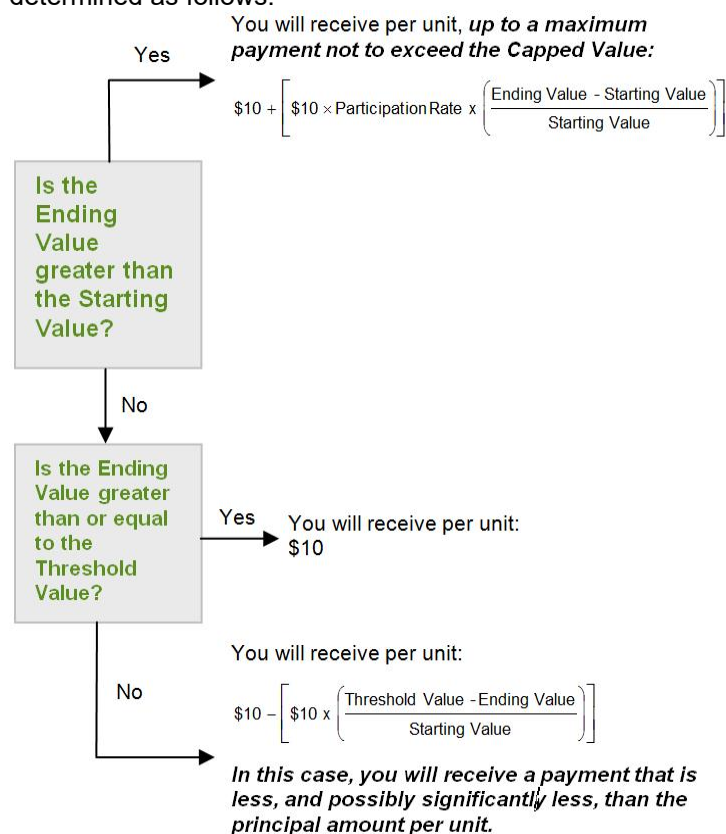 determined as follows:
You will receive per unit, up to a maximum
payment not to exceed the Capped Value:
Yes
$10 + [ $10 × Participation Rate x ( Ending Value - Starting Value
Starting Value ) ]
Is the
Ending
Value
greater than
the Starting
Value?
No
Is the Ending
Value greater
than or equal
to the
Threshold
Value?
Yes
You will receive per unit:
$10
You will receive per unit:
No
$10 – [ $10 x ( Threshold Value - Ending Value
Starting Value ) ]
In this case, you will receive a payment that is
less, and possibly significantly less, than the
principal amount per unit.